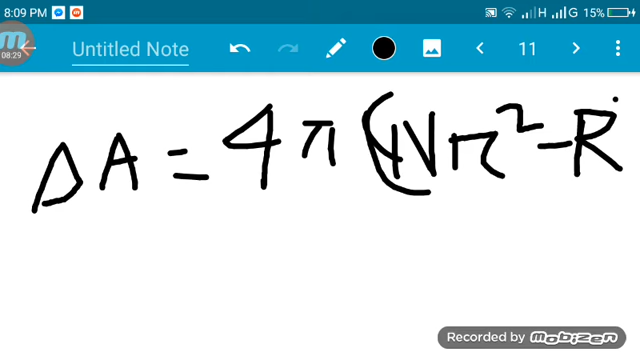 8:09 PM H G 15%
08:29 Untitled Note 11
ΔA = 4π(Nr²-R
Recorded by mobizen